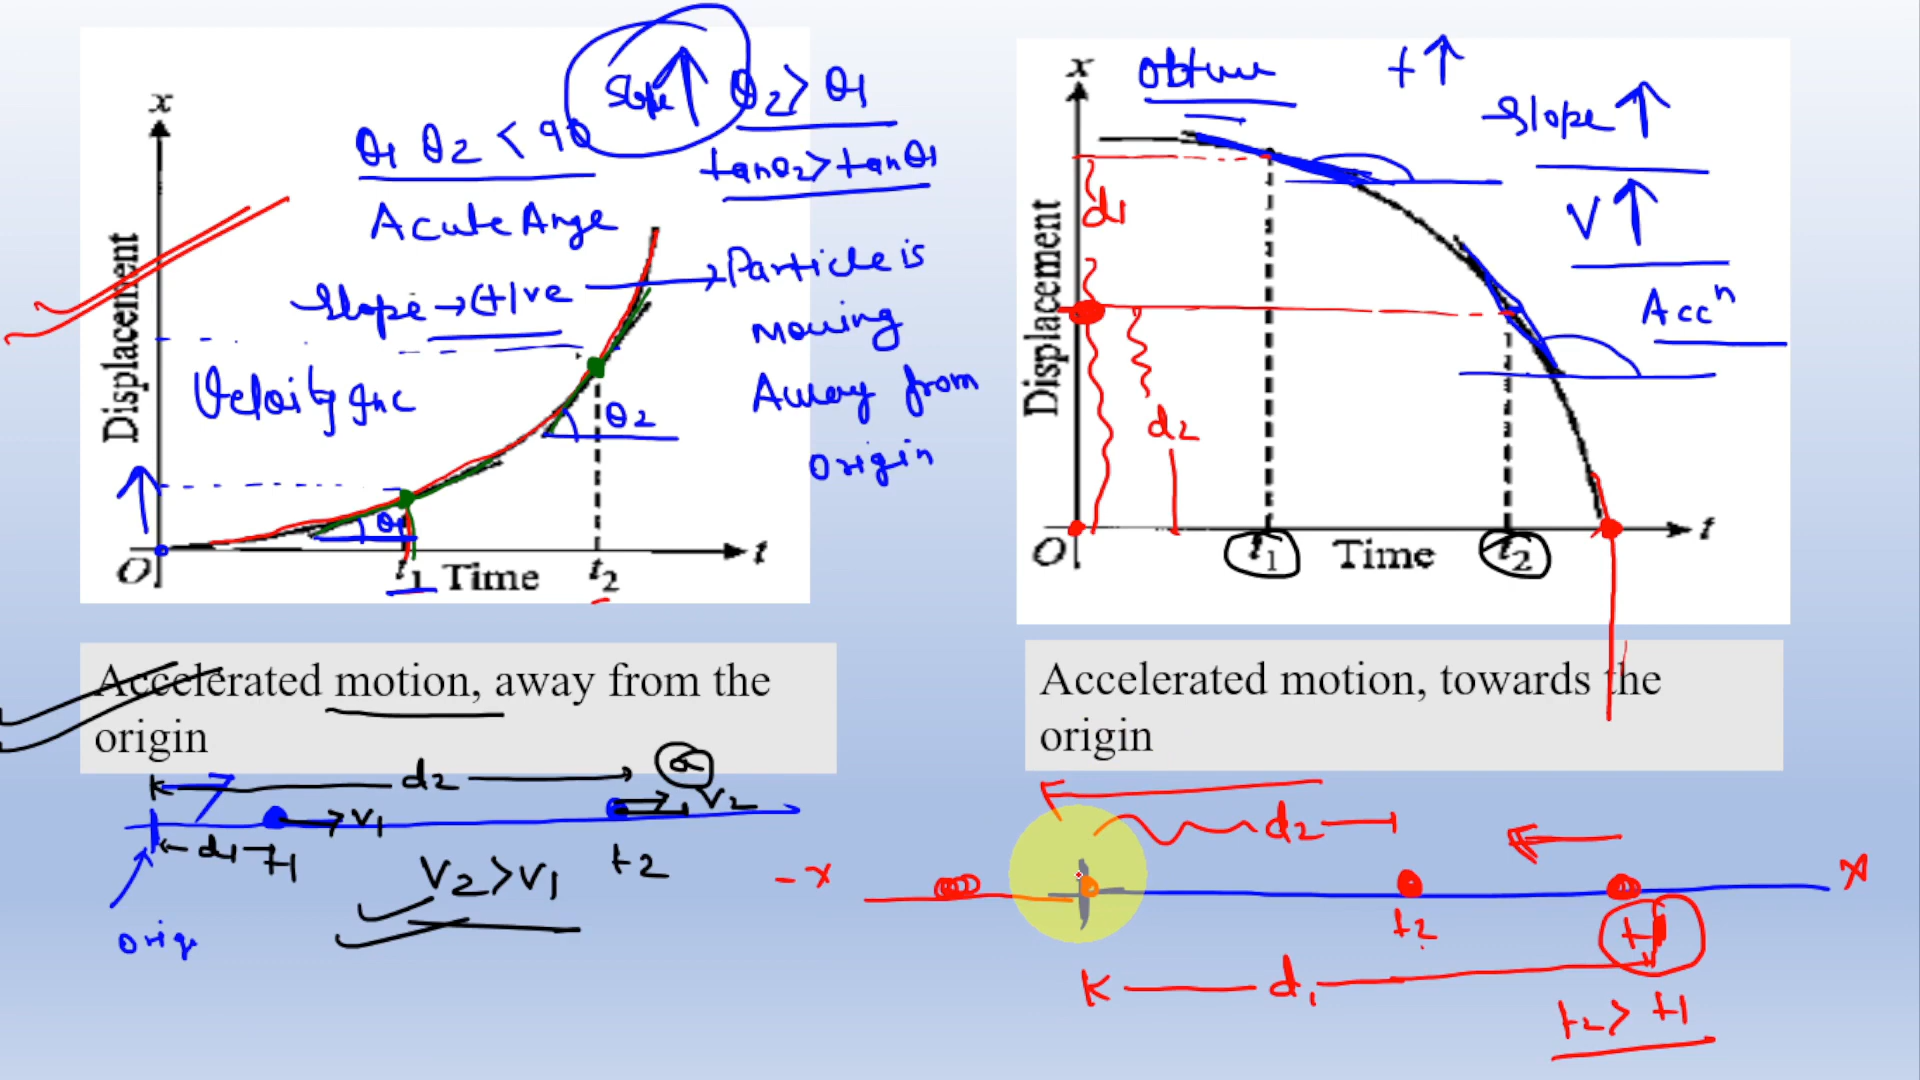 x
Displacement
Slope ↑ θ2 > θ1
θ1 θ2 < 90
tanθ2 > tanθ1
Acute Ange
Slope → (+)ve → Particle is
moving
Away from
origin
Veloity Inc
θ2
θ1
O
t1 Time t2
t
Accelerated motion, away from the
origin
d2
a
v1
v2
d1
t1
t2
v2 > v1
x
Displacement
obtuse
t ↑
Slope ↑
V ↑
Accⁿ
d1
d2
O
t1 Time t2
t
Accelerated motion, towards the
origin
d2
- x
x
t2
t1
d1
t2 > t1